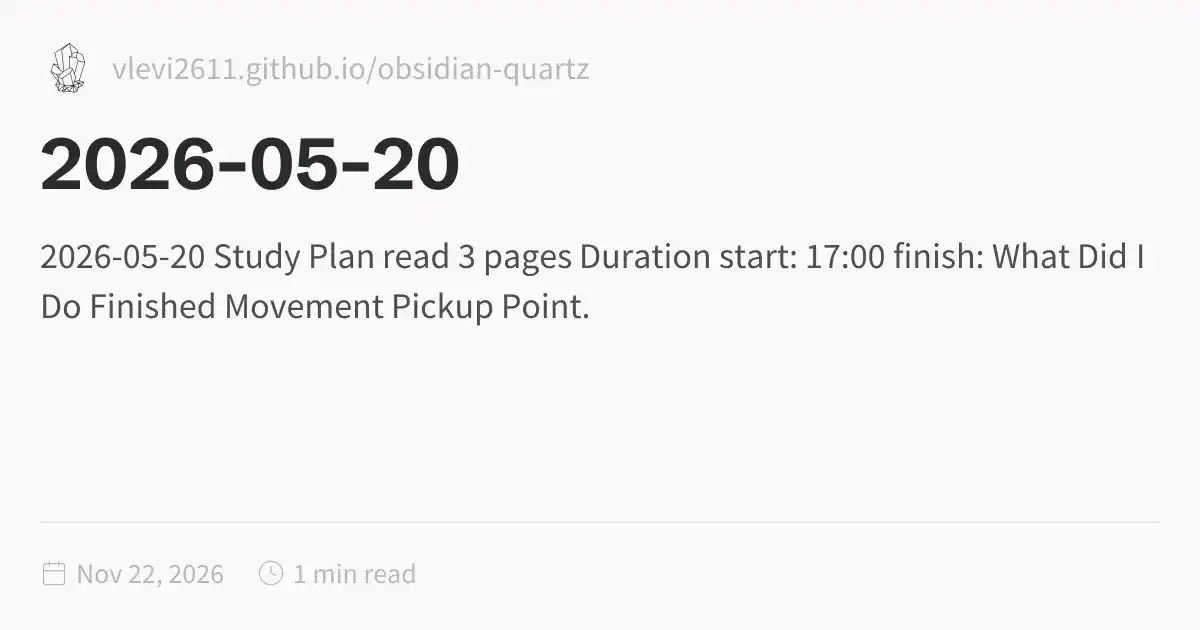 vlevi2611.github.io/obsidian-quartz
2026-05-20
2026-05-20 Study Plan read 3 pages Duration start: 17:00 finish: What Did I
Do Finished Movement Pickup Point.
Nov 22, 2026 1 min read